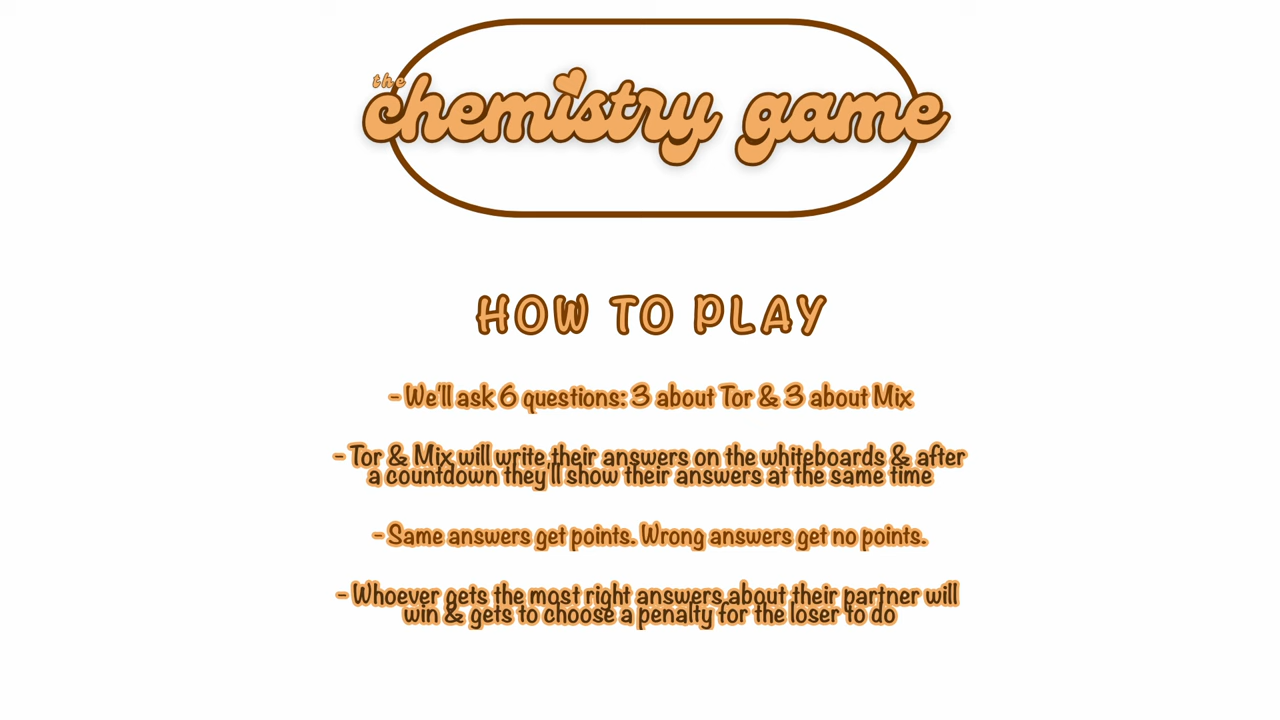 the
chemistry game
HOW TO PLAY
- We'll ask 6 questions: 3 about Tor & 3 about Mix
- Tor & Mix will write their answers on the whiteboards & after
a countdown they'll show their answers at the same time
- Same answers get points. Wrong answers get no points.
- Whoever gets the most right answers about their partner will
win & gets to choose a penalty for the loser to do